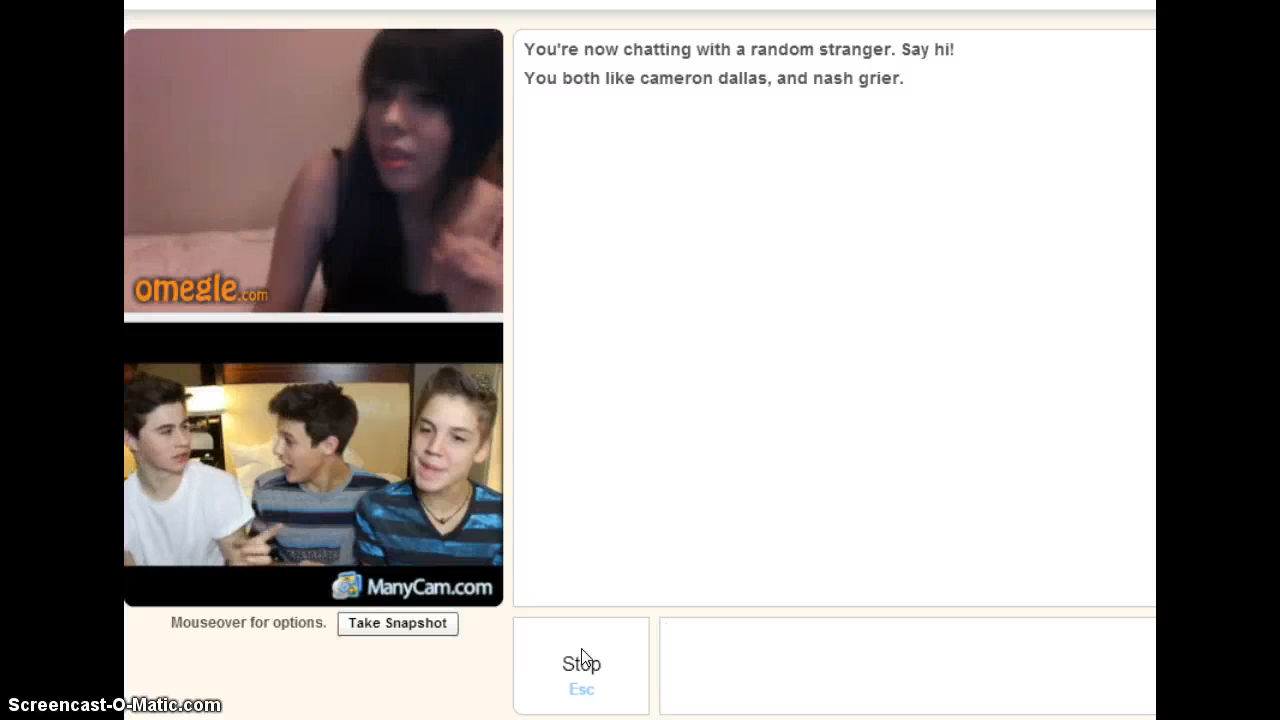 You're now chatting with a random stranger. Say hi!
You both like cameron dallas, and nash grier.
omegle.com
ManyCam.com
Mouseover for options.
Take Snapshot
Stop
Esc
Screencast-O-Matic.com